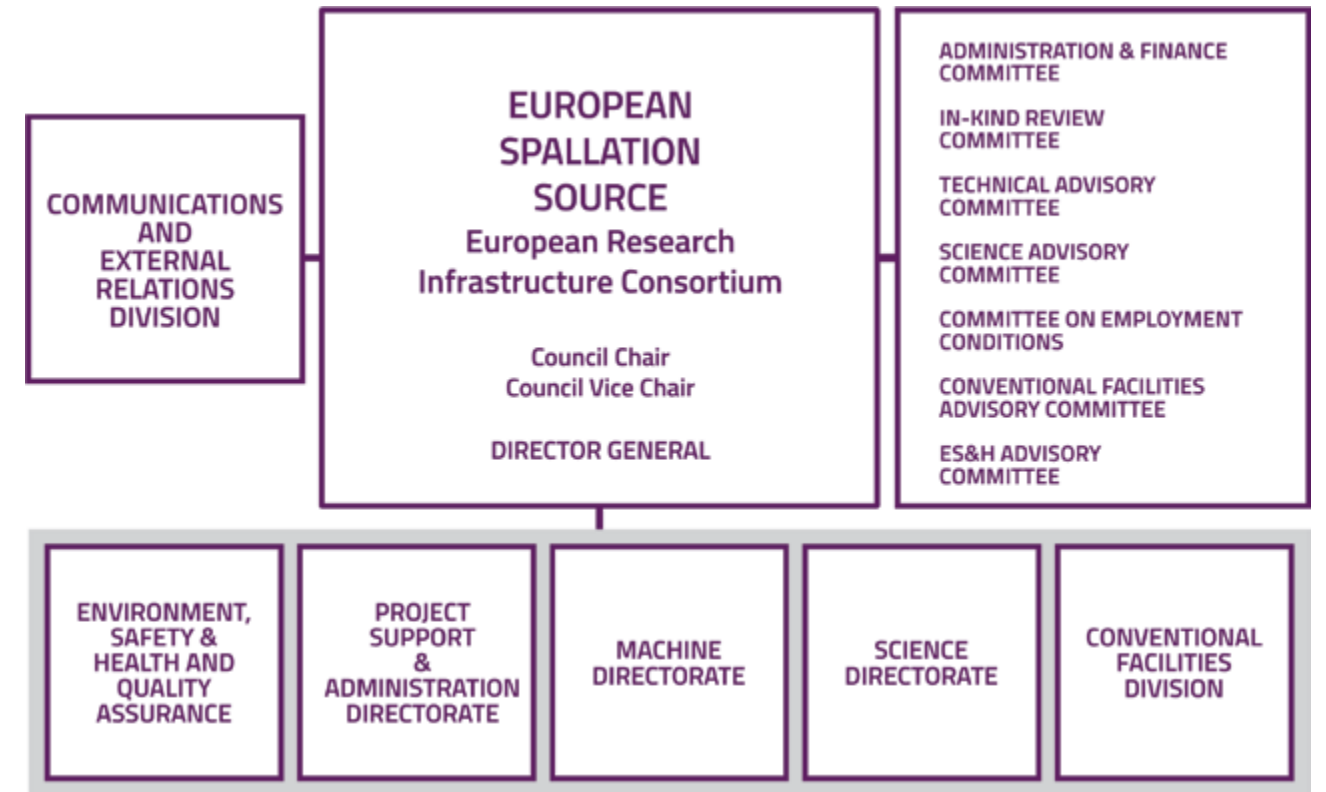 COMMUNICATIONS
AND
EXTERNAL
RELATIONS
DIVISION
EUROPEAN
SPALLATION
SOURCE
European Research
Infrastructure Consortium
Council Chair
Council Vice Chair
DIRECTOR GENERAL
ADMINISTRATION & FINANCE
COMMITTEE
IN-KIND REVIEW
COMMITTEE
TECHNICAL ADVISORY
COMMITTEE
SCIENCE ADVISORY
COMMITTEE
COMMITTEE ON EMPLOYMENT
CONDITIONS
CONVENTIONAL FACILITIES
ADVISORY COMMITTEE
ES&H ADVISORY
COMMITTEE
ENVIRONMENT,
SAFETY &
HEALTH AND
QUALITY
ASSURANCE
PROJECT
SUPPORT
&
ADMINISTRATION
DIRECTORATE
MACHINE
DIRECTORATE
SCIENCE
DIRECTORATE
CONVENTIONAL
FACILITIES
DIVISION